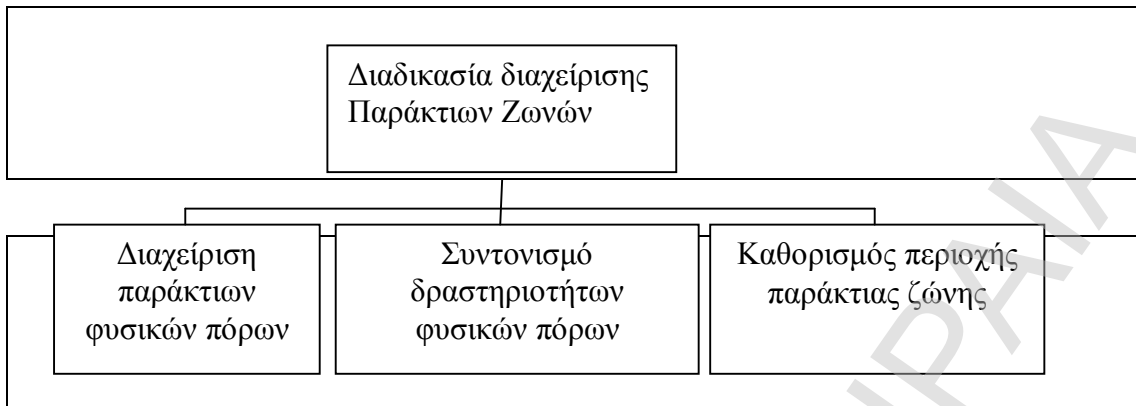 Διαδικασία διαχείρισης
Παράκτιων Ζωνών
Διαχείριση
παράκτιων
φυσικών πόρων
Συντονισμό
δραστηριοτήτων
φυσικών πόρων
Καθορισμός περιοχής
παράκτιας ζώνης